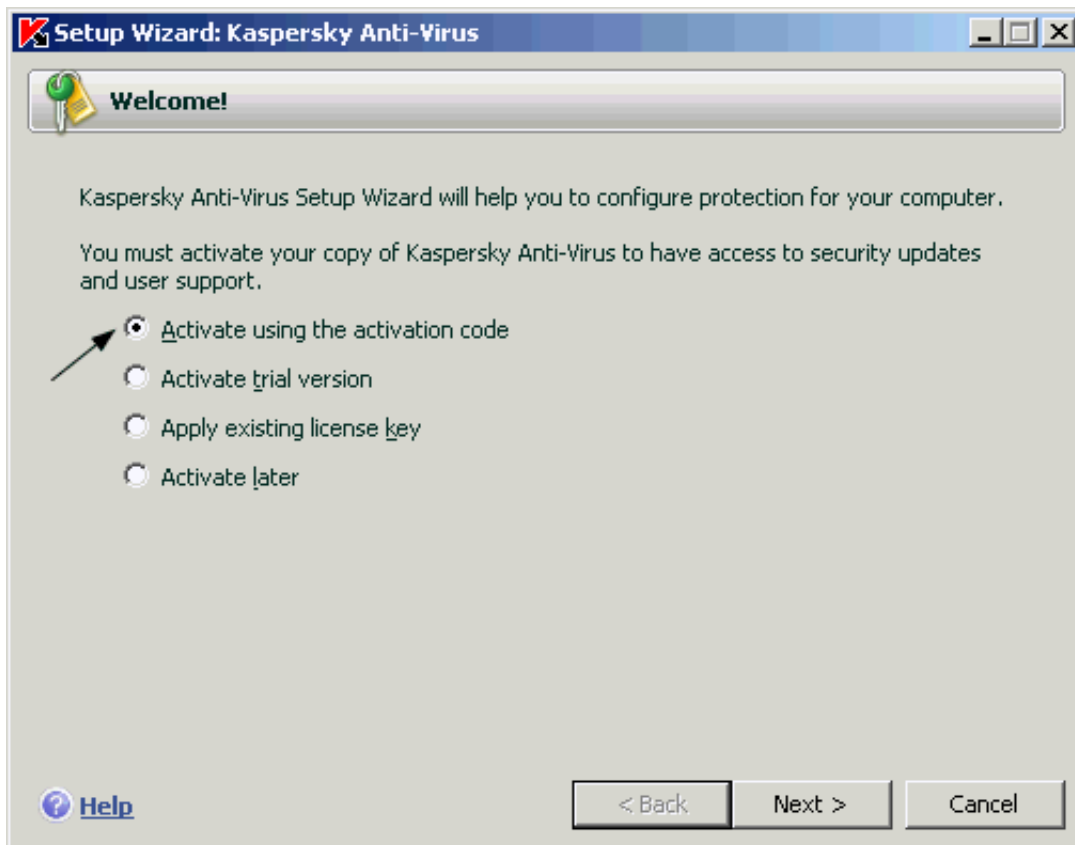 Setup Wizard: Kaspersky Anti-Virus
Welcome!
Kaspersky Anti-Virus Setup Wizard will help you to configure protection for your computer.
You must activate your copy of Kaspersky Anti-Virus to have access to security updates
and user support.
Activate using the activation code
Activate trial version
Apply existing license key
Activate later
Help
< Back
Next >
Cancel